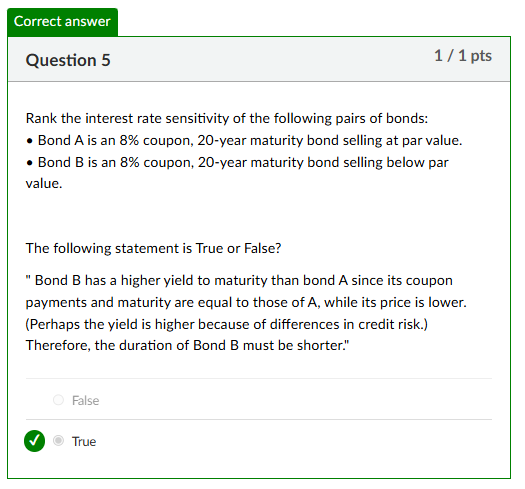 Correct answer
Question 5
1 / 1 pts
Rank the interest rate sensitivity of the following pairs of bonds:
• Bond A is an 8% coupon, 20-year maturity bond selling at par value.
• Bond B is an 8% coupon, 20-year maturity bond selling below par
value.
The following statement is True or False?
" Bond B has a higher yield to maturity than bond A since its coupon
payments and maturity are equal to those of A, while its price is lower.
(Perhaps the yield is higher because of differences in credit risk.)
Therefore, the duration of Bond B must be shorter."
False
True